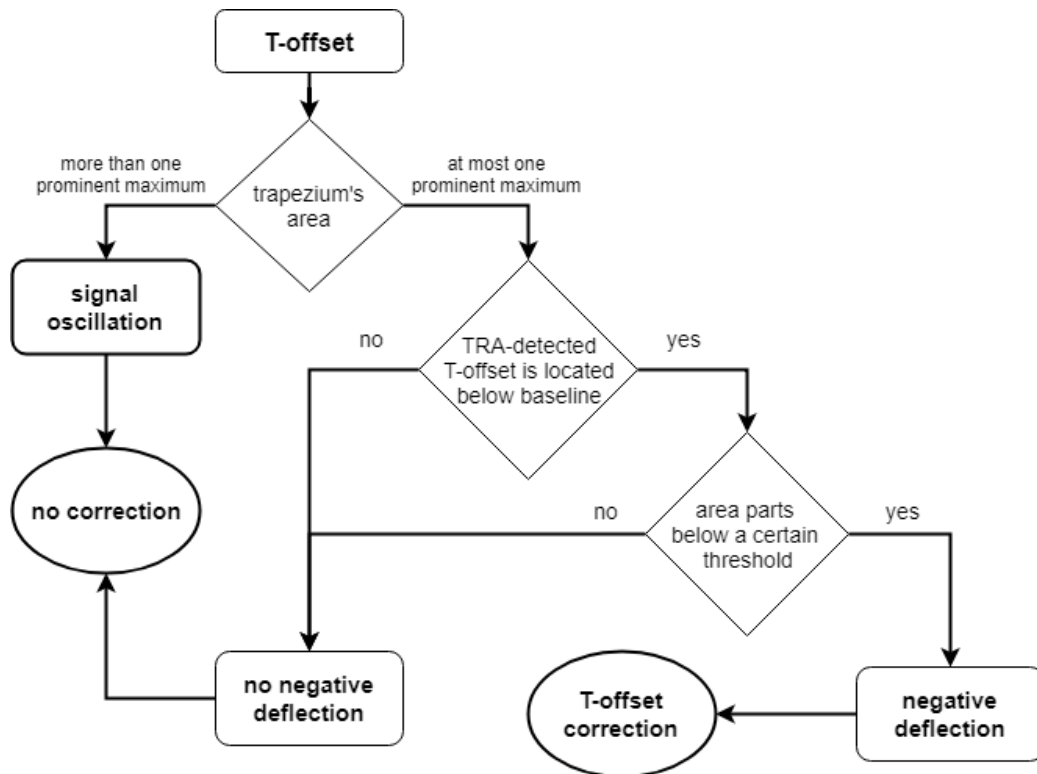 T-offset
more than one
prominent maximum
at most one
prominent maximum
trapezium's
area
signal
oscillation
no
TRA-detected
T-offset is located
below baseline
yes
no correction
no
area parts
below a certain
threshold
yes
no negative
deflection
T-offset
correction
negative
deflection